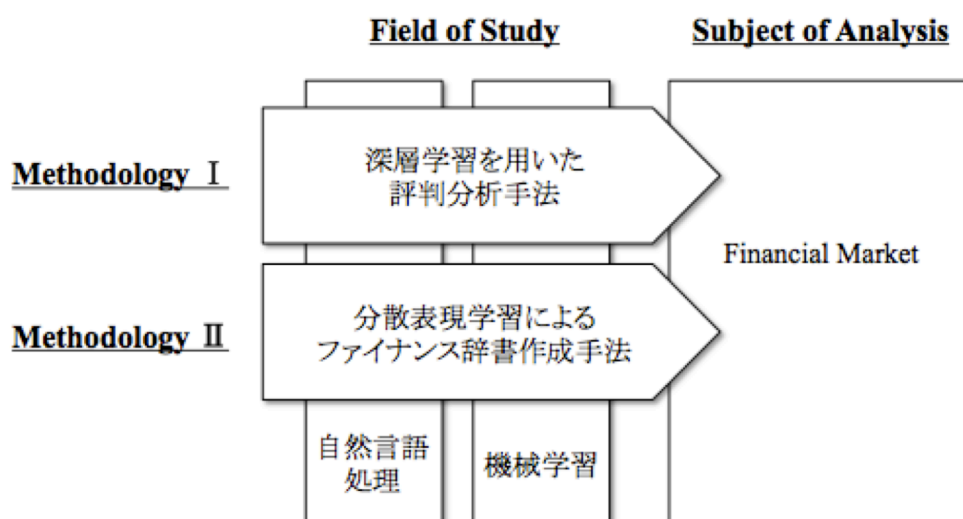 Field of Study
Subject of Analysis
Methodology Ⅰ
深層学習を用いた
評判分析手法
Financial Market
Methodology Ⅱ
分散表現学習による
ファイナンス辞書作成手法
自然言語
処理
機械学習